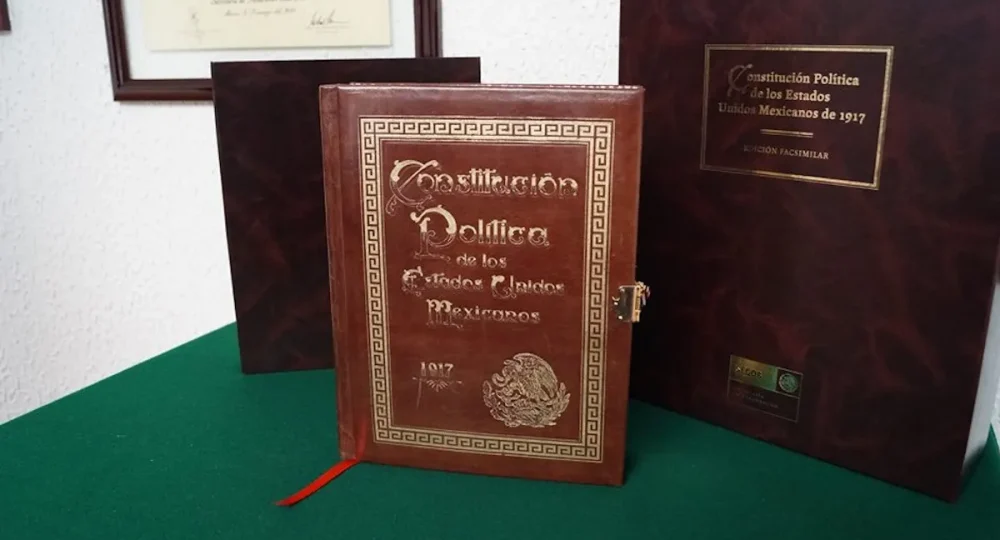 Constitución
Política
de los
Estados Unidos
Mexicanos
1917
Constitución Política
de los Estados
Unidos Mexicanos de 1917
EDICIÓN FACSIMILAR